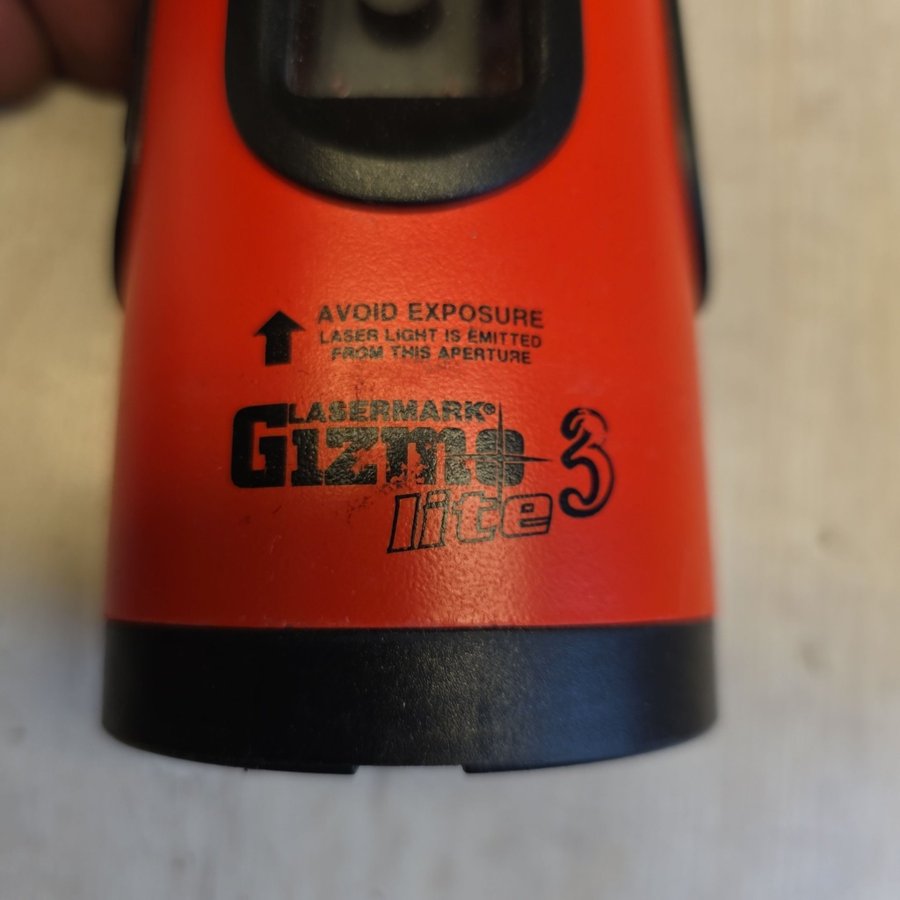 AVOID EXPOSURE
LASER LIGHT IS EMITTED
FROM THIS APERTURE
LASERMARK®
GIZMO
lite 3